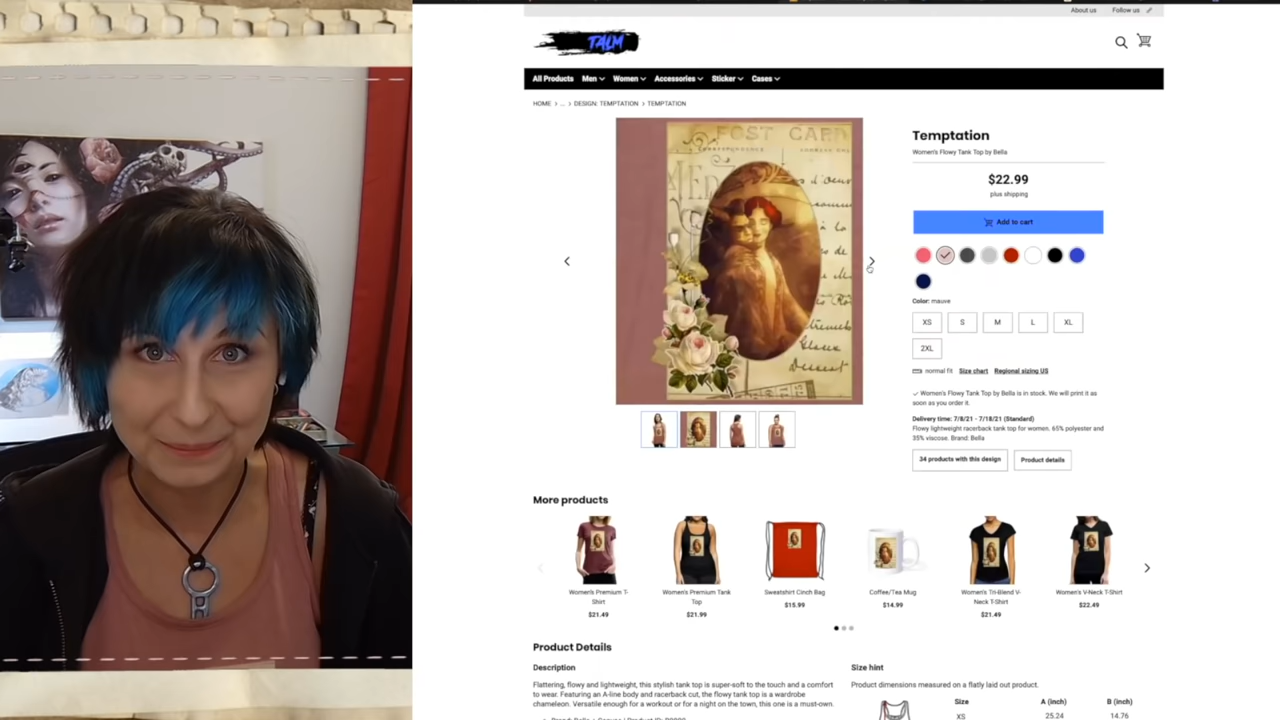 About us
Follow us
TALM
All Products Men Women Accessories Sticker Cases
HOME › ... › DESIGN: TEMPTATION › TEMPTATION
POST CARD
Temptation
Women's Flowy Tank Top by Bella
$22.99
plus shipping
Add to cart
Color: mauve
XS S M L XL
2XL
normal fit Size chart Regional sizing US
Women's Flowy Tank Top by Bella is in stock. We will print it as
soon as you order it.
Delivery time: 7/8/21 - 7/18/21 (Standard)
Flowy lightweight racerback tank top for women. 65% polyester and
35% viscose. Brand: Bella
34 products with this design
Product details
More products
Women's Premium T-
Shirt
$21.49
Women's Premium Tank
Top
$21.99
Sweatshirt Cinch Bag
$15.99
Coffee/Tea Mug
$14.99
Women's Tri-Blend V-
Neck T-Shirt
$21.49
Women's V-Neck T-Shirt
$22.49
Product Details
Description
Flattering, flowy and lightweight, this stylish tank top is super-soft to the touch and a comfort
to wear. Featuring an A-line body and racerback cut, the flowy tank top is a wardrobe
chameleon. Versatile enough for a workout or for a night on the town, this one is a must-own.
Size hint
Product dimensions measured on a flatly laid out product.
Size A (inch) B (inch)
XS 25.24 14.76